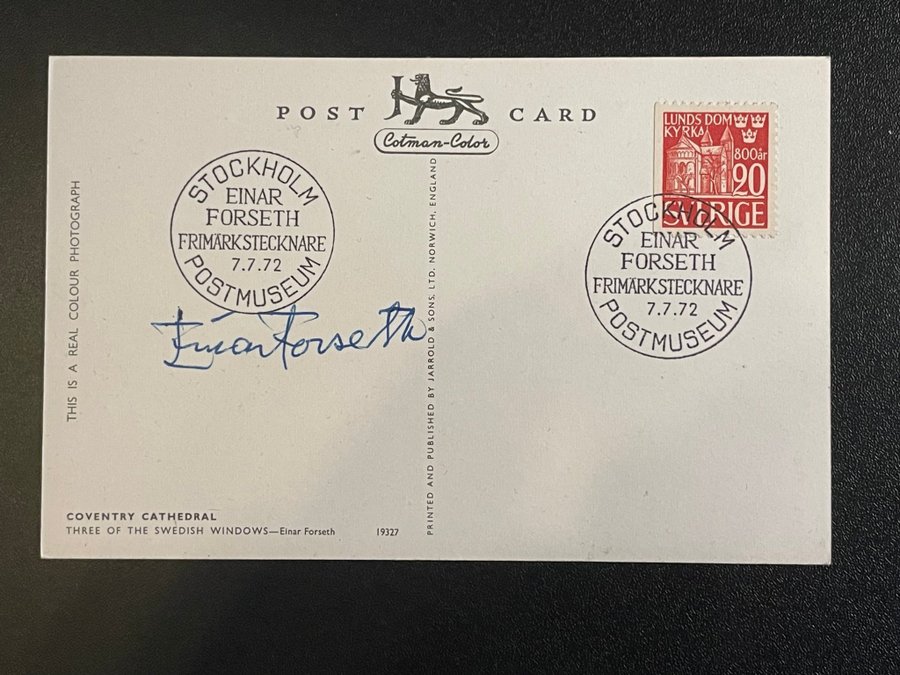 POST CARD
Cotman-Color
LUNDS DOM
KYRKA
800 år
20
SVERIGE
STOCKHOLM
EINAR
FORSETH
FRIMÄRKSTECKNARE
7.7.72
POSTMUSEUM
STOCKHOLM
EINAR
FORSETH
FRIMÄRKSTECKNARE
7.7.72
POSTMUSEUM
Einar Forseth
THIS IS A REAL COLOUR PHOTOGRAPH
PRINTED AND PUBLISHED BY JARROLD & SONS, LTD. NORWICH, ENGLAND
COVENTRY CATHEDRAL
THREE OF THE SWEDISH WINDOWS—Einar Forseth 19327